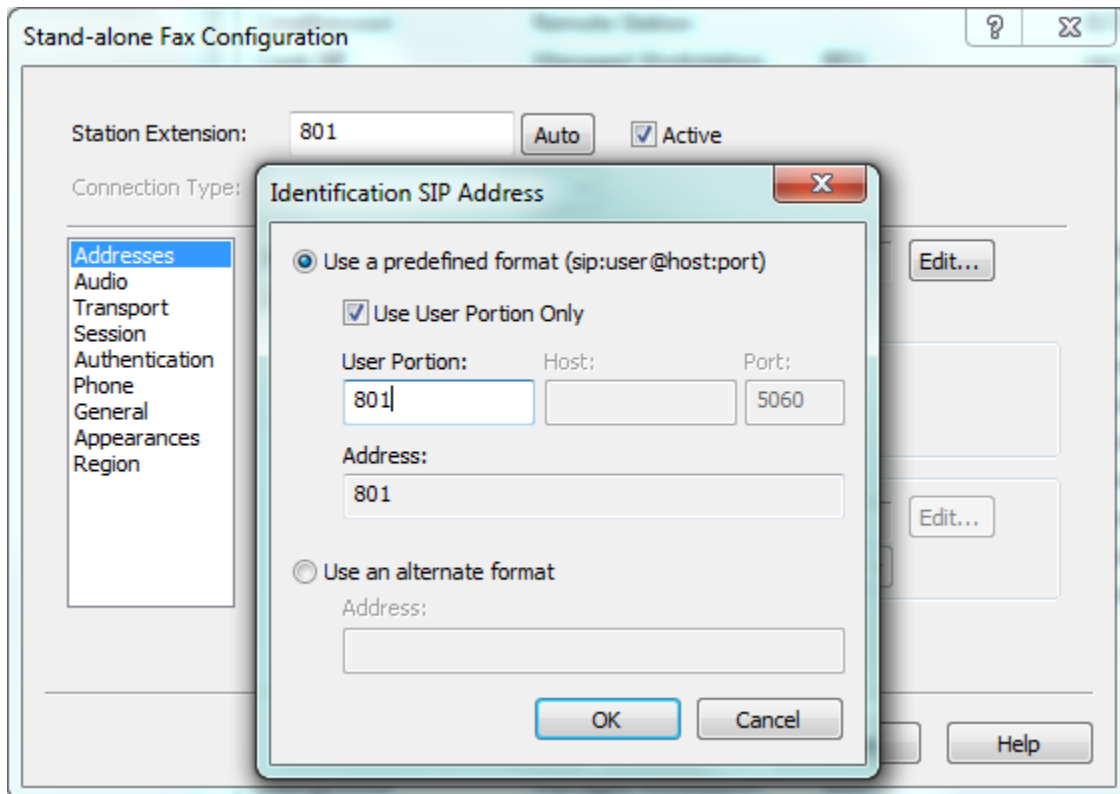 Stand-alone Fax Configuration
Station Extension: 801 Auto Active
Connection Type:
Identification SIP Address
Addresses
Audio
Transport
Session
Authentication
Phone
General
Appearances
Region
Use a predefined format (sip:user@host:port)
Use User Portion Only
User Portion: Host: Port:
801 5060
Address:
801
Use an alternate format
Address:
OK Cancel
Edit...
Edit...
Help